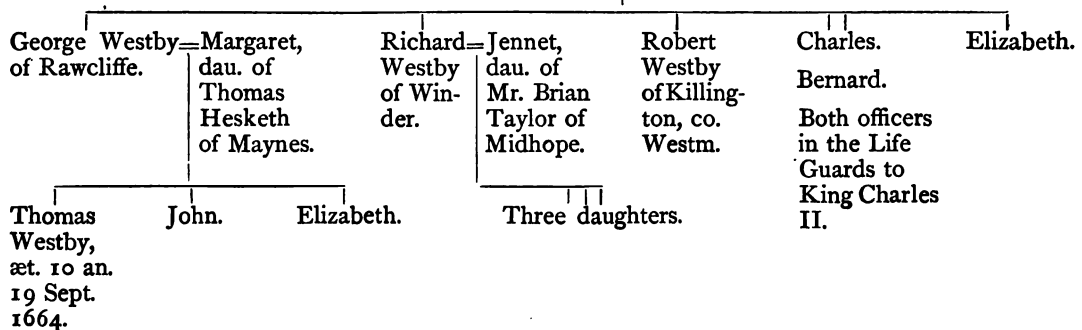 George Westby=Margaret,
of Rawcliffe.
dau. of
Thomas
Hesketh
of Maynes.
Richard=Jennet,
Westby
of Win-
der.
dau. of
Mr. Brian
Taylor of
Midhope.
Robert
Westby
of Killing-
ton, co.
Westm.
Charles.
Bernard.
Both officers
in the Life
Guards to
King Charles
II.
Elizabeth.
Thomas
Westby,
æt. 10 an.
19 Sept.
1664.
John.
Elizabeth.
Three daughters.